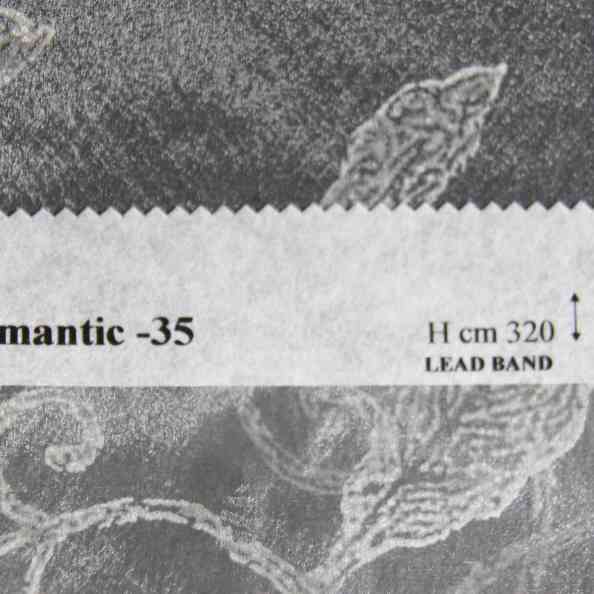 mantic -35
H cm 320
LEAD BAND